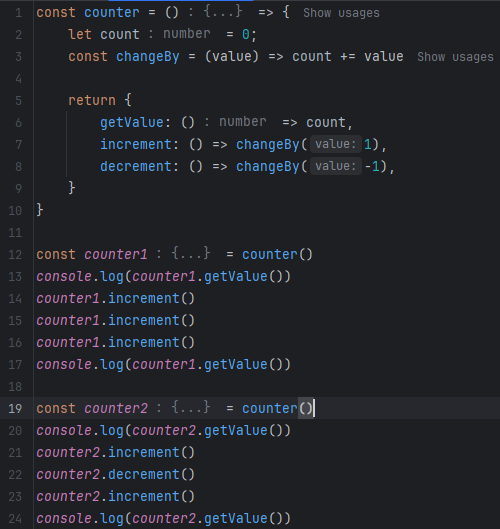 1 const counter = () : {...} => { Show usages
2 let count : number = 0;
3 const changeBy = (value) => count += value Show usages
4
5 return {
6 getValue: () : number => count,
7 increment: () => changeBy( value: 1),
8 decrement: () => changeBy( value: -1),
9 }
10 }
11
12 const counter1 : {...} = counter()
13 console.log(counter1.getValue())
14 counter1.increment()
15 counter1.increment()
16 counter1.increment()
17 console.log(counter1.getValue())
18
19 const counter2 : {...} = counter()
20 console.log(counter2.getValue())
21 counter2.increment()
22 counter2.decrement()
23 counter2.increment()
24 console.log(counter2.getValue())